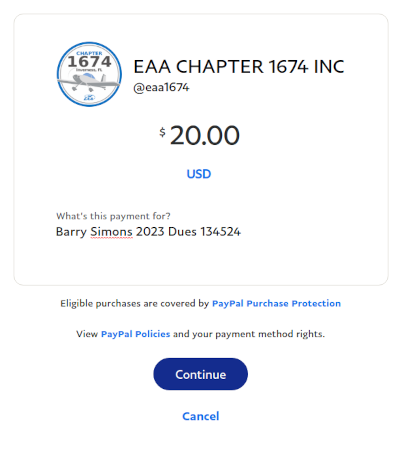 CHAPTER
1674
Inverness, FL
EAA CHAPTER 1674 INC
@eaa1674
$ 20.00
USD
What's this payment for?
Barry Simons 2023 Dues 134524
Eligible purchases are covered by PayPal Purchase Protection
View PayPal Policies and your payment method rights.
Continue
Cancel